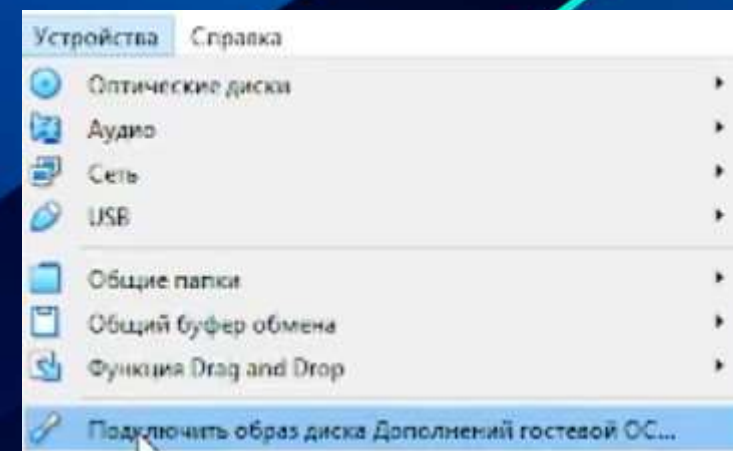 Устройства Справка
Оптические диски
Аудио
Сеть
USB
Общие папки
Общий буфер обмена
Функция Drag and Drop
Подключить образ диска Дополнений гостевой ОС...